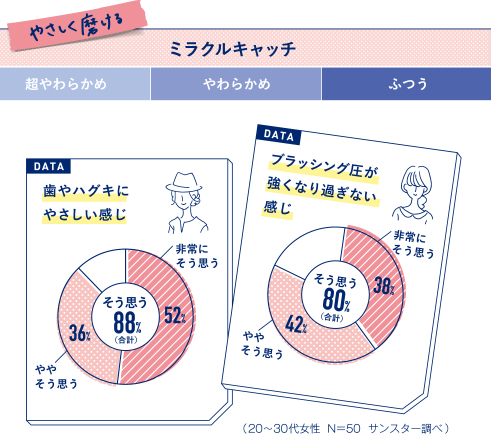 やさしく磨ける
ミラクルキャッチ
超やわらかめ
やわらかめ
ふつう
DATA
歯やハグキに
やさしい感じ
非常に
そう思う
52%
そう思う
88%
(合計)
36%
やや
そう思う
DATA
ブラッシング圧が
強くなり過ぎない
感じ
非常に
そう思う
38%
そう思う
80%
(合計)
42%
やや
そう思う
(20〜30代女性 N=50 サンスター調べ)